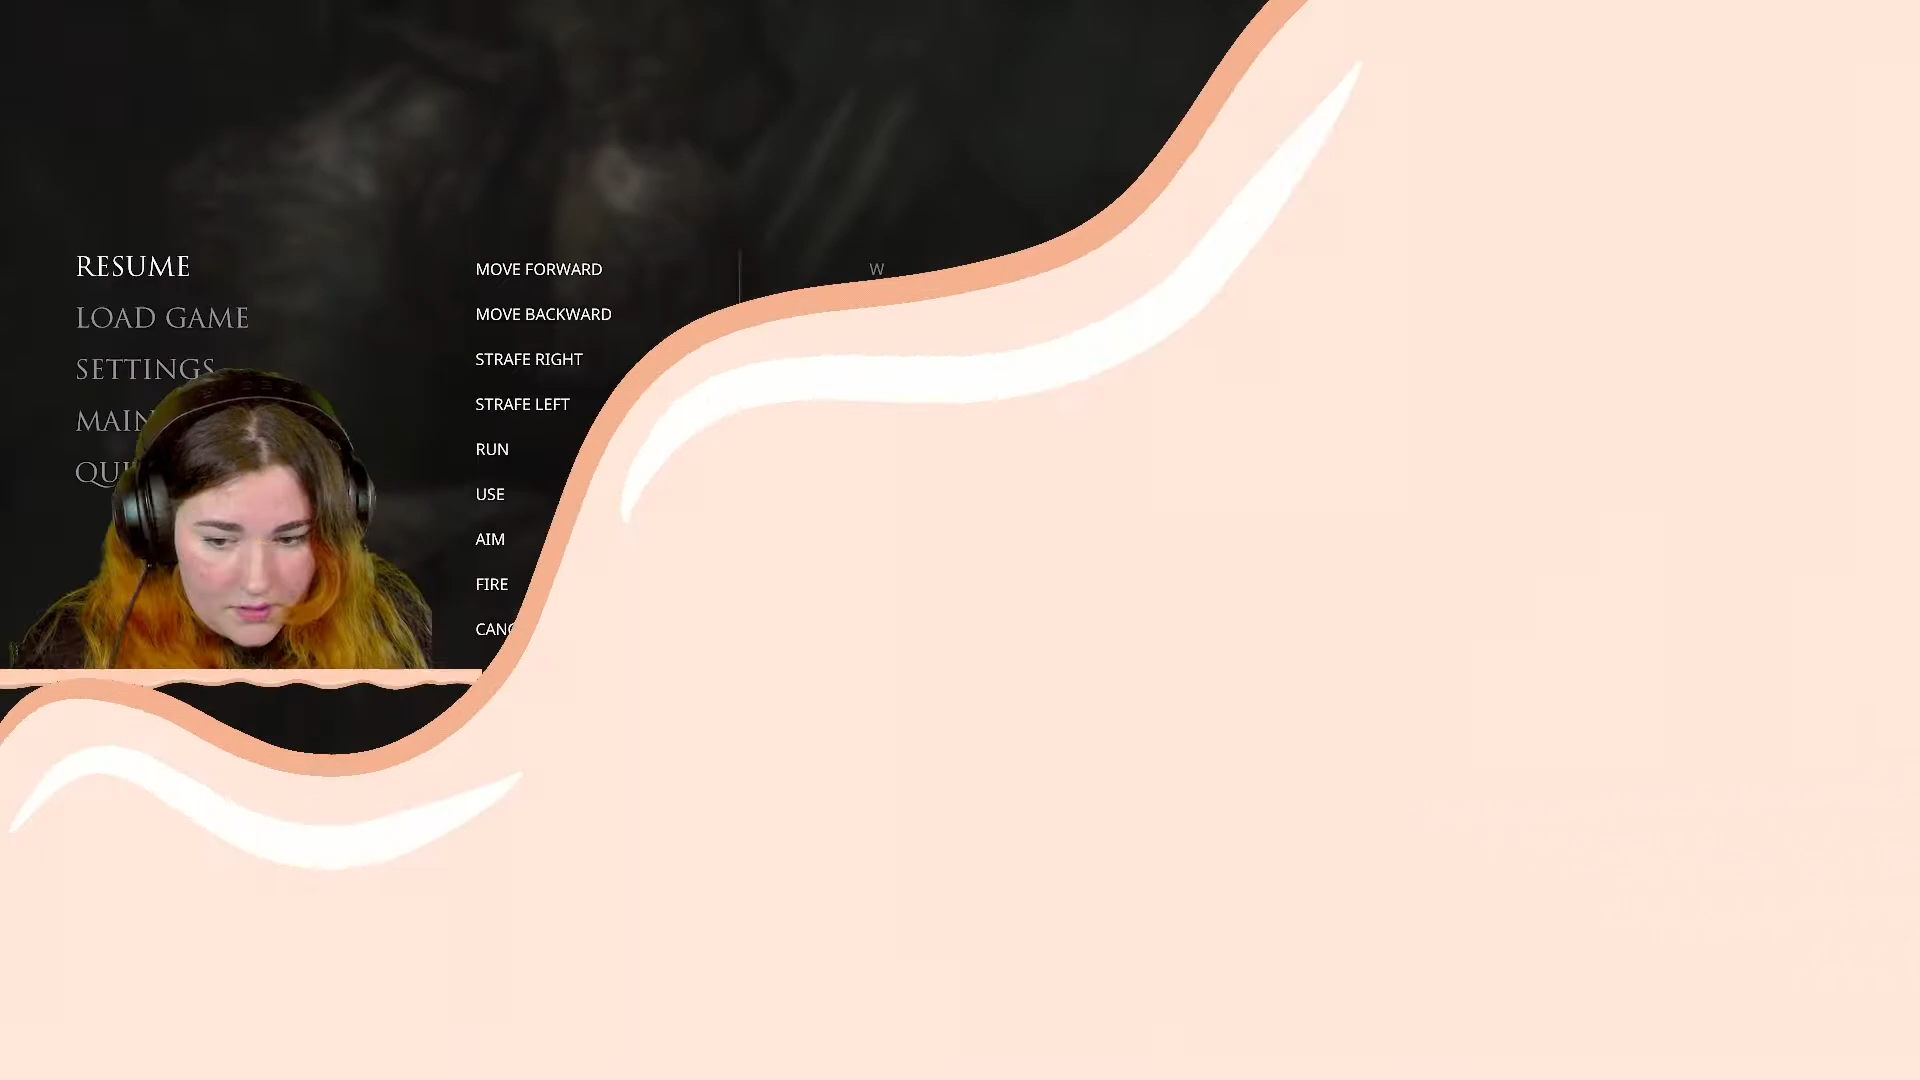 RESUME
LOAD GAME
SETTINGS
MOVE FORWARD
W
MOVE BACKWARD
STRAFE RIGHT
STRAFE LEFT
RUN
USE
AIM
FIRE